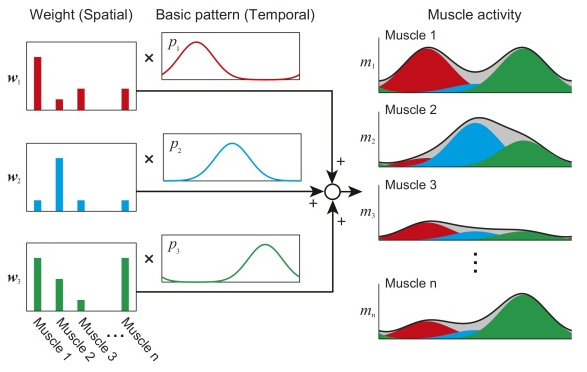 Weight (Spatial)
Basic pattern (Temporal)
Muscle activity
w1
×
p1
w2
×
p2
w3
×
p3
+
+
+
Muscle 1
Muscle 2
Muscle 3
...
Muscle n
Muscle 1
m1
Muscle 2
m2
Muscle 3
m3
⋮
Muscle n
mn